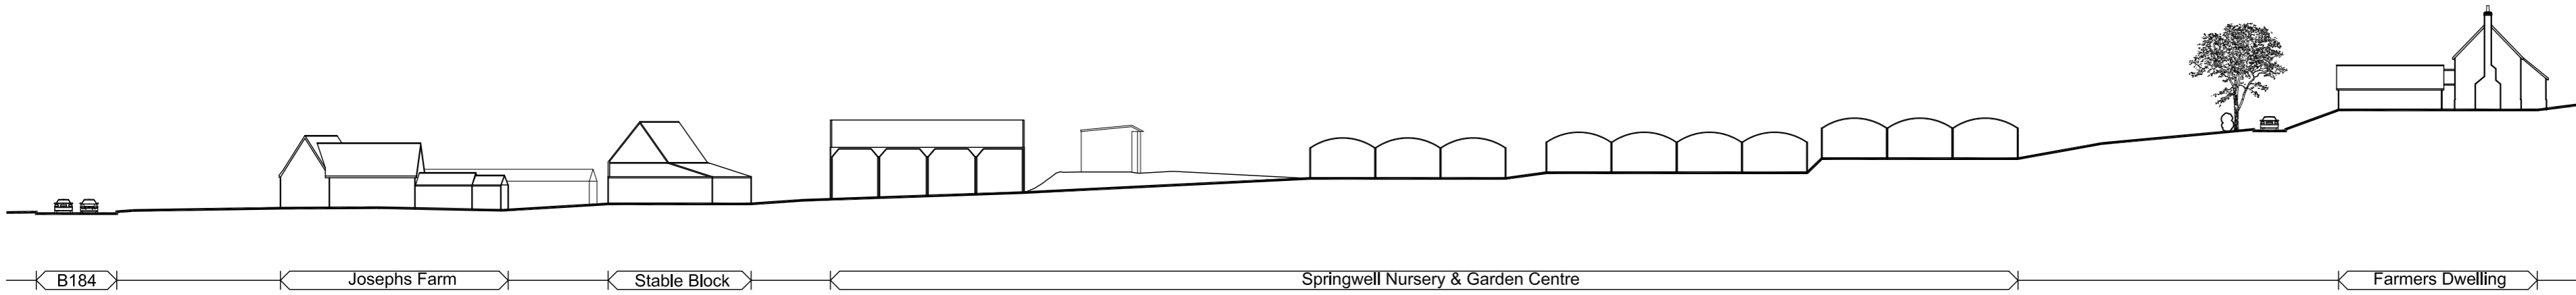 B184
Josephs Farm
Stable Block
Springwell Nursery & Garden Centre
Farmers Dwelling